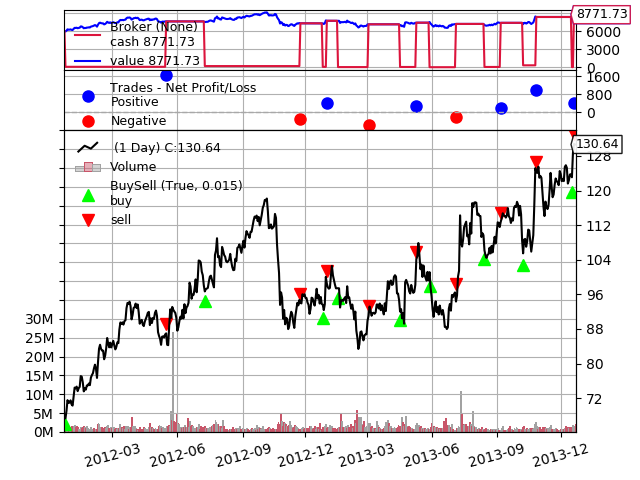 Broker (None)
cash 8771.73
value 8771.73
8771.73
6000
3000
0
Trades - Net Profit/Loss
Positive
Negative
1600
800
0
(1 Day) C:130.64
Volume
BuySell (True, 0.015)
buy
sell
130.64
128
120
112
104
96
88
80
72
30M
25M
20M
15M
10M
5M
0M
2012-03
2012-06
2012-09
2012-12
2013-03
2013-06
2013-09
2013-12